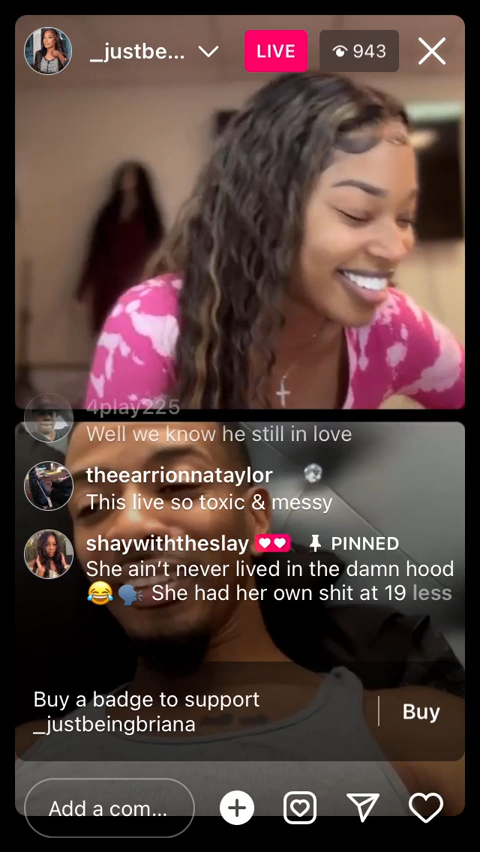 _justbe...
LIVE
943
4play225
Well we know he still in love
theearrionnataylor
This live so toxic & messy
shaywiththeslay PINNED
She ain't never lived in the damn hood
😂🗣️ She had her own shit at 19 less
Buy a badge to support
_justbeingbriana
Buy
Add a com...